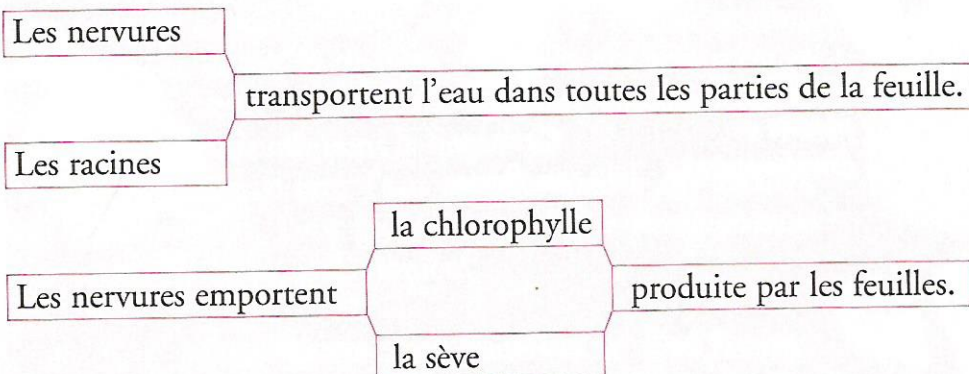 Les nervures
transportent l'eau dans toutes les parties de la feuille.
Les racines
la chlorophylle
Les nervures emportent
produite par les feuilles.
la sève